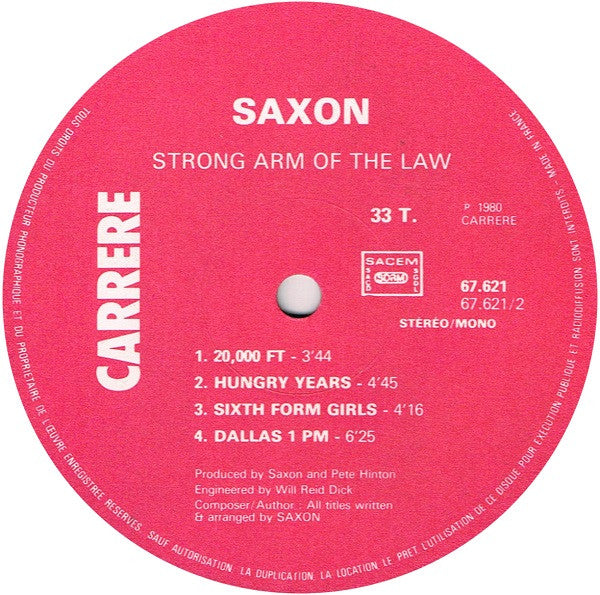 SAXON
STRONG ARM OF THE LAW
CARRERE
33 T.
P 1980
CARRERE
SACEM
SDRM
SACD
SGDL
67.621
67.621/2
STÉRÉO/MONO
1. 20,000 FT - 3'44
2. HUNGRY YEARS - 4'45
3. SIXTH FORM GIRLS - 4'16
4. DALLAS 1 PM - 6'25
Produced by Saxon and Pete Hinton
Engineered by Will Reid Dick
Composer/Author : All titles written
& arranged by SAXON
TOUS DROITS DU PRODUCTEUR PHONOGRAPHIQUE ET DU PROPRIETAIRE DE L'ŒUVRE ENREGISTREE RESERVES. SAUF AUTORISATION. LA DUPLICATION, LA LOCATION, LE PRET L'UTILISATION DE CE DISQUE POUR EXECUTION PUBLIQUE ET RADIODIFFUSION SONT INTERDITS - MADE IN FRANCE